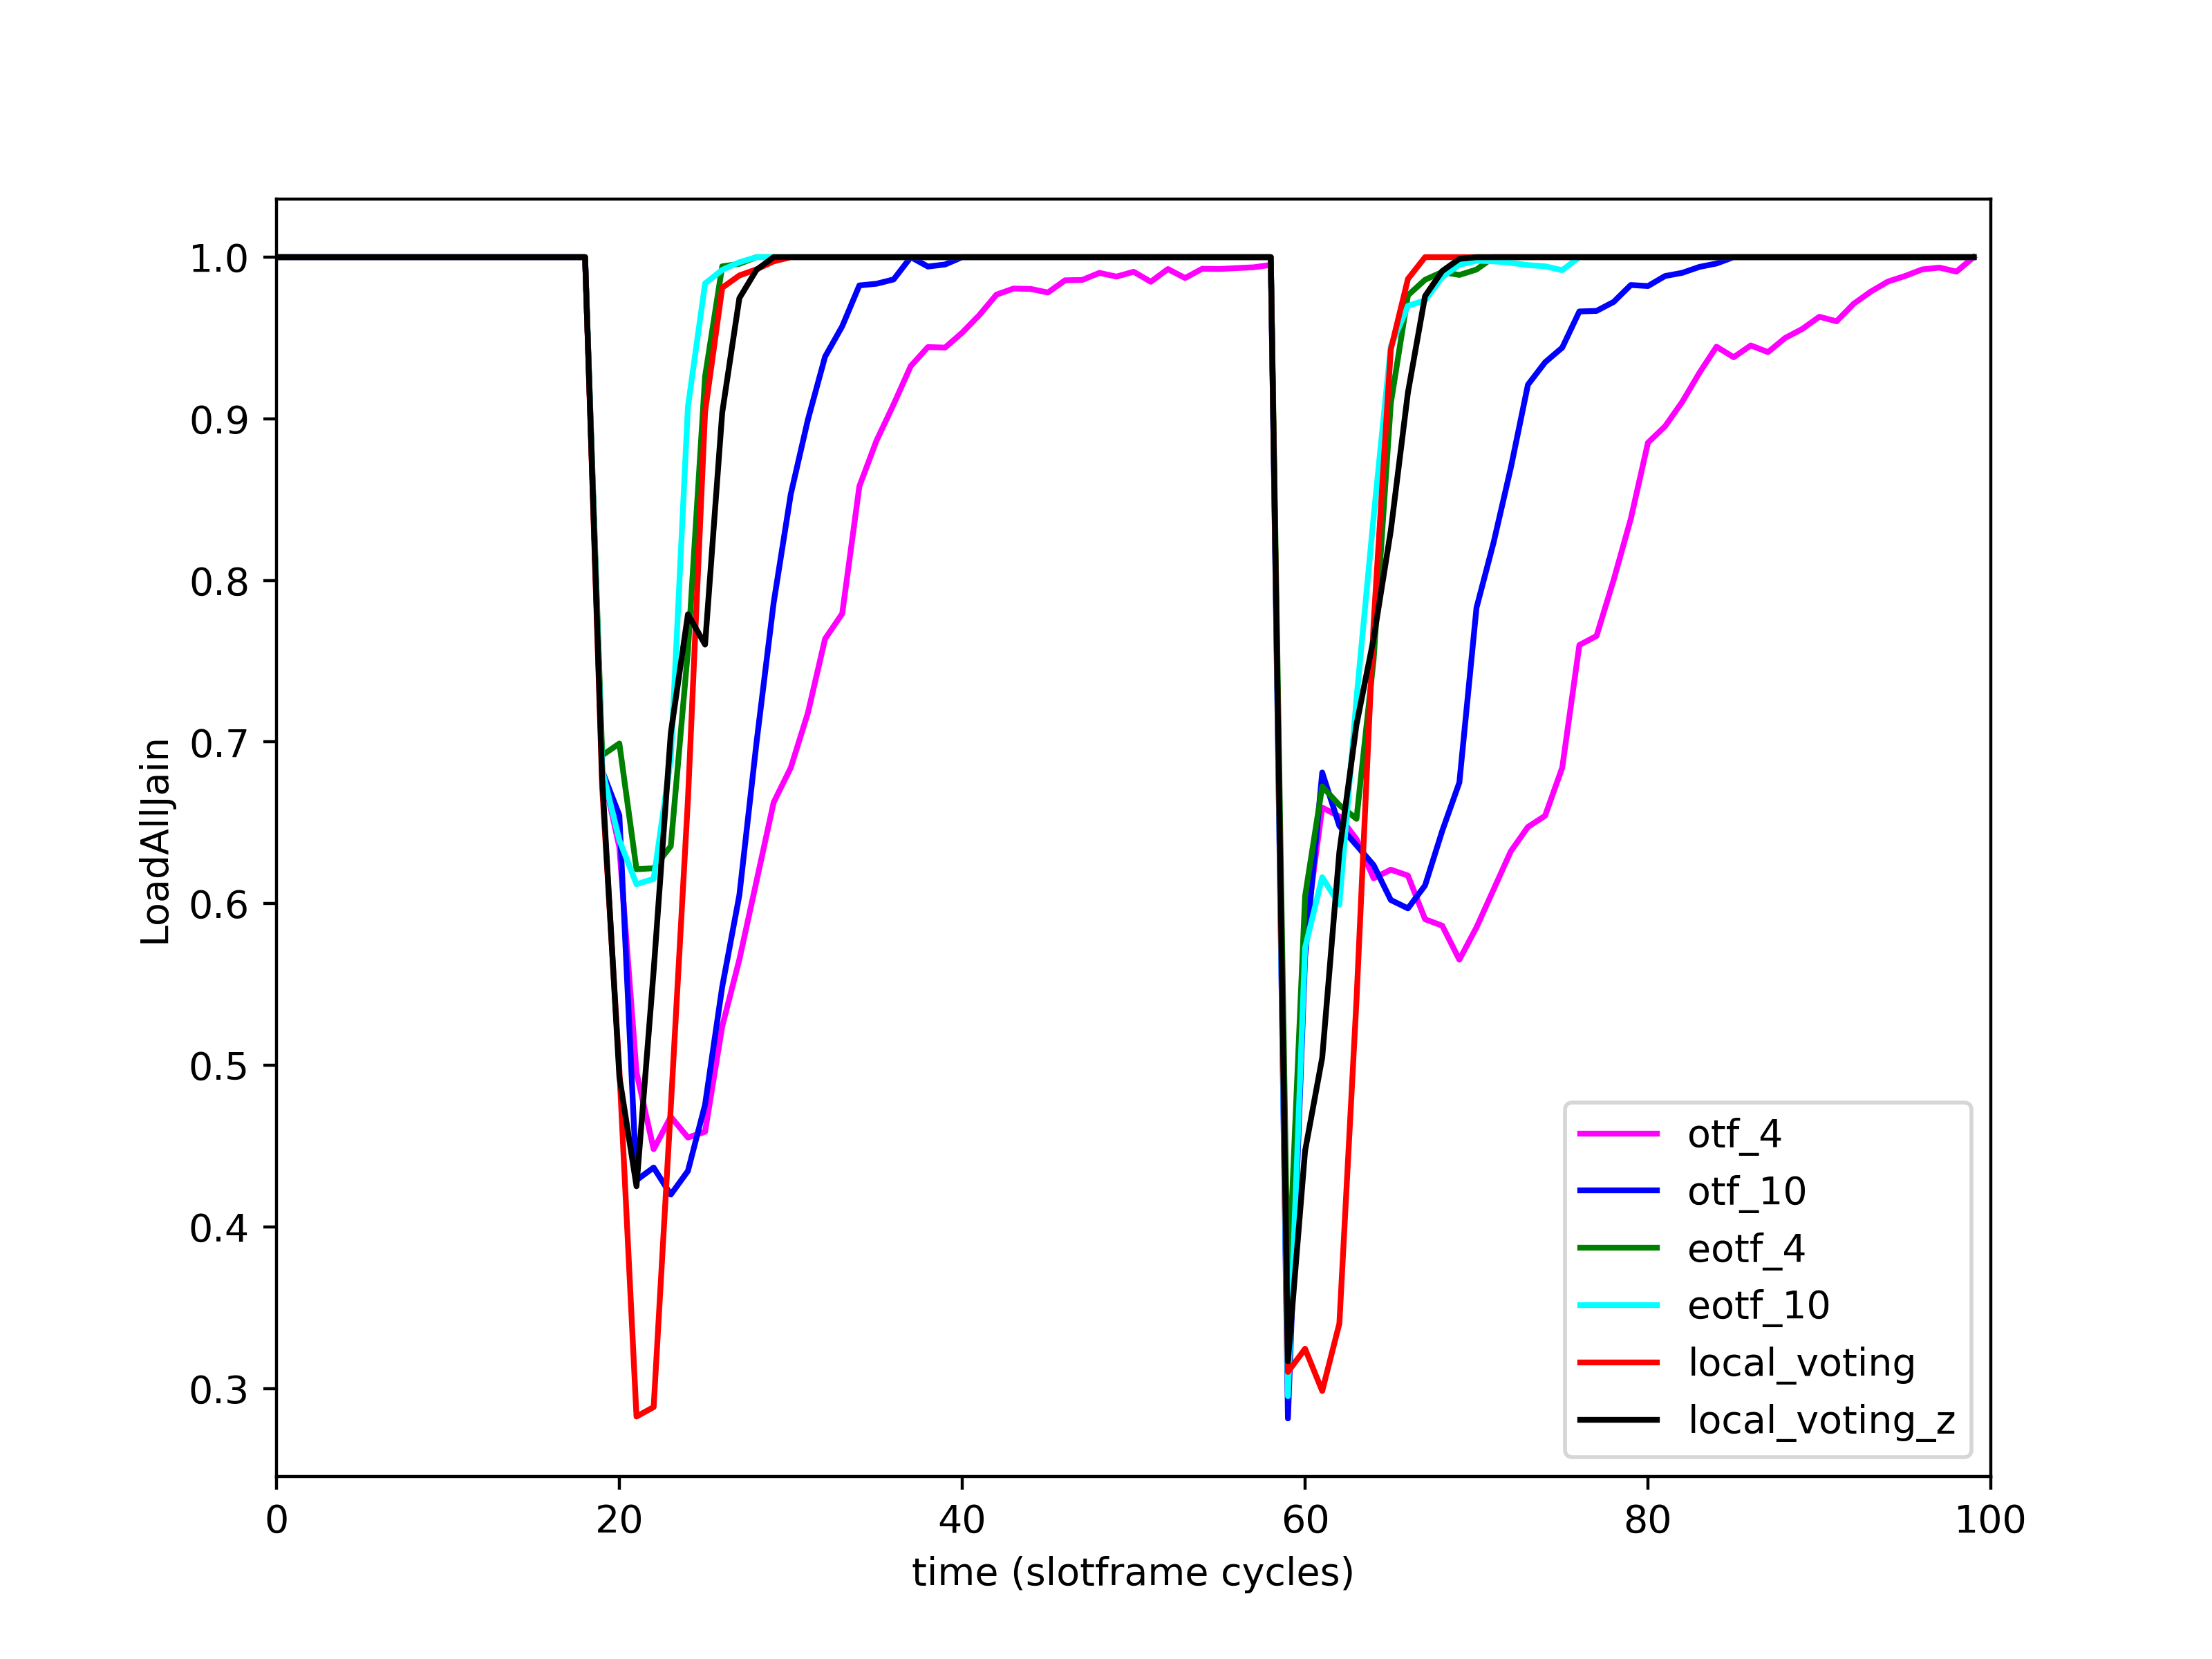 1.0
0.9
0.8
0.7
0.6
0.5
0.4
0.3
LoadAllJain
0 20 40 60 80 100
time (slotframe cycles)
otf_4
otf_10
eotf_4
eotf_10
local_voting
local_voting_z